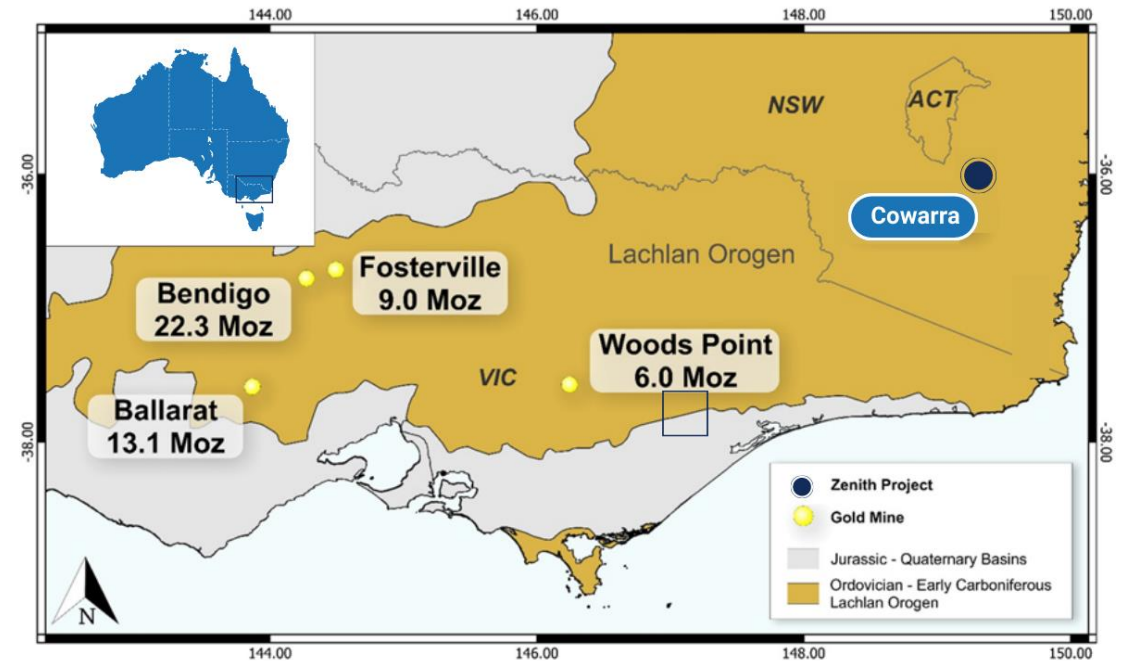 144.00
146.00
148.00
150.00
-36.00
-36.00
NSW
ACT
Cowarra
Lachlan Orogen
Fosterville
9.0 Moz
Bendigo
22.3 Moz
Woods Point
6.0 Moz
VIC
Ballarat
13.1 Moz
-38.00
-38.00
Zenith Project
Gold Mine
Jurassic - Quaternary Basins
Ordovician - Early Carboniferous
Lachlan Orogen
N
144.00
146.00
148.00
150.00